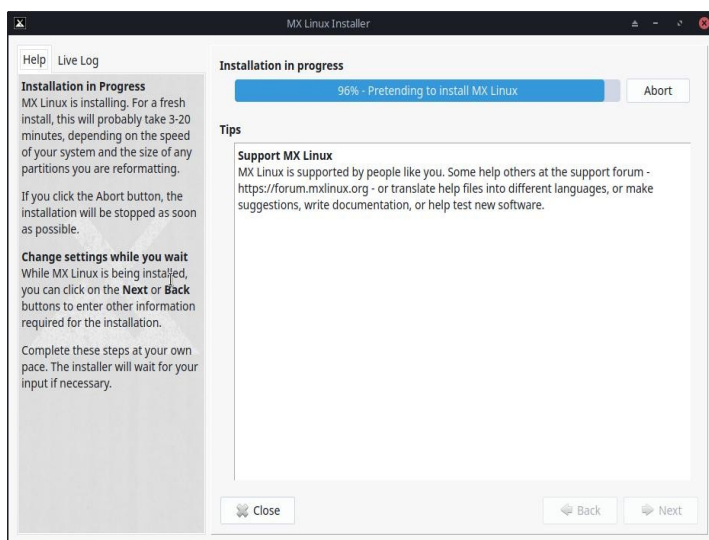 MX Linux Installer
Help Live Log
Installation in Progress
MX Linux is installing. For a fresh
install, this will probably take 3-20
minutes, depending on the speed
of your system and the size of any
partitions you are reformatting.
If you click the Abort button, the
installation will be stopped as soon
as possible.
Change settings while you wait
While MX Linux is being installed,
you can click on the Next or Back
buttons to enter other information
required for the installation.
Complete these steps at your own
pace. The installer will wait for your
input if necessary.
Installation in progress
96% - Pretending to install MX Linux
Abort
Tips
Support MX Linux
MX Linux is supported by people like you. Some help others at the support forum -
https://forum.mxlinux.org - or translate help files into different languages, or make
suggestions, write documentation, or help test new software.
Close
Back
Next